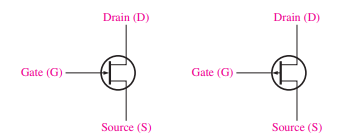 Drain (D) Drain (D)
Gate (G) Gate (G)
Source (S) Source (S)